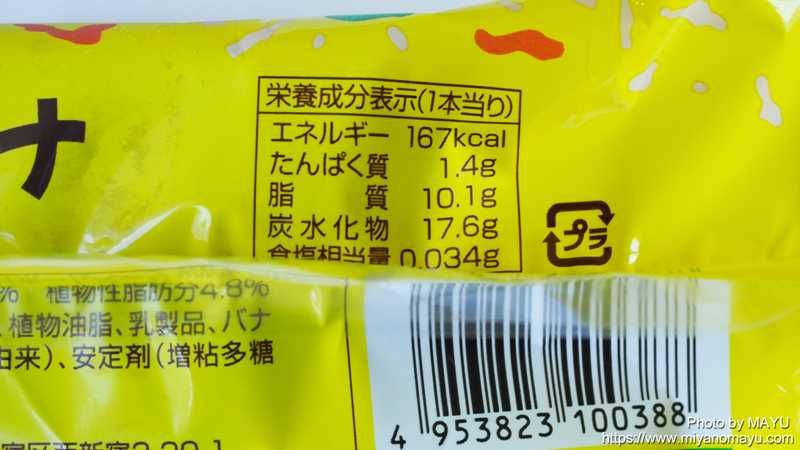 ナ
栄養成分表示(1本当り)
エネルギー 167kcal
たんぱく質 1.4g
脂質 10.1g
炭水化物 17.6g
食塩相当量 0.034g
プラ
% 植物性脂肪分4.8%
、植物油脂、乳製品、バナ
由来)、安定剤(増粘多糖
4 953823 100388
Photo by MAYU
https://www.miyanomayu.com/